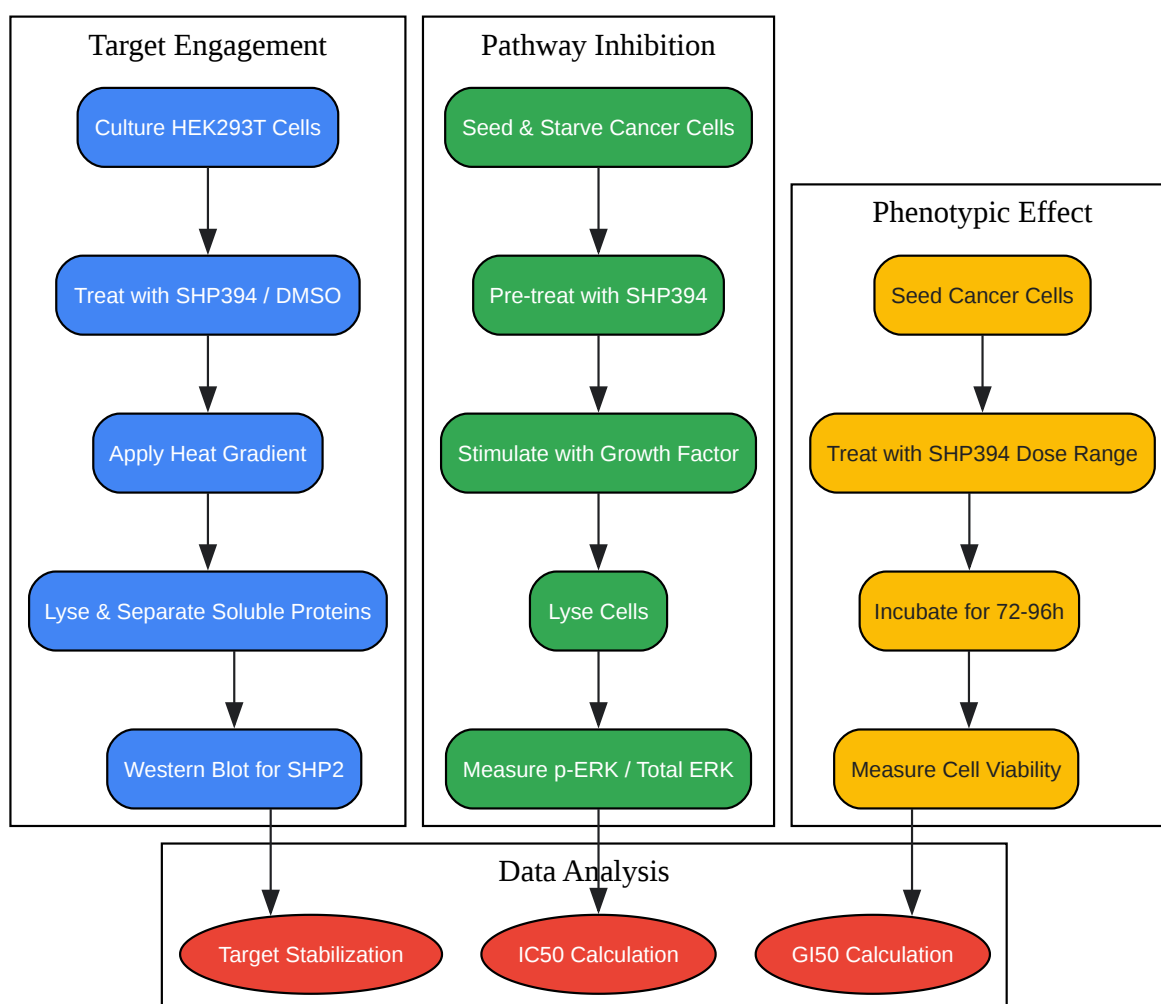 Target Engagement
Culture HEK293T Cells
Treat with SHP394 / DMSO
Apply Heat Gradient
Lyse & Separate Soluble Proteins
Western Blot for SHP2
Pathway Inhibition
Seed & Starve Cancer Cells
Pre-treat with SHP394
Stimulate with Growth Factor
Lyse Cells
Measure p-ERK / Total ERK
Phenotypic Effect
Seed Cancer Cells
Treat with SHP394 Dose Range
Incubate for 72-96h
Measure Cell Viability
Data Analysis
Target Stabilization
IC50 Calculation
GI50 Calculation